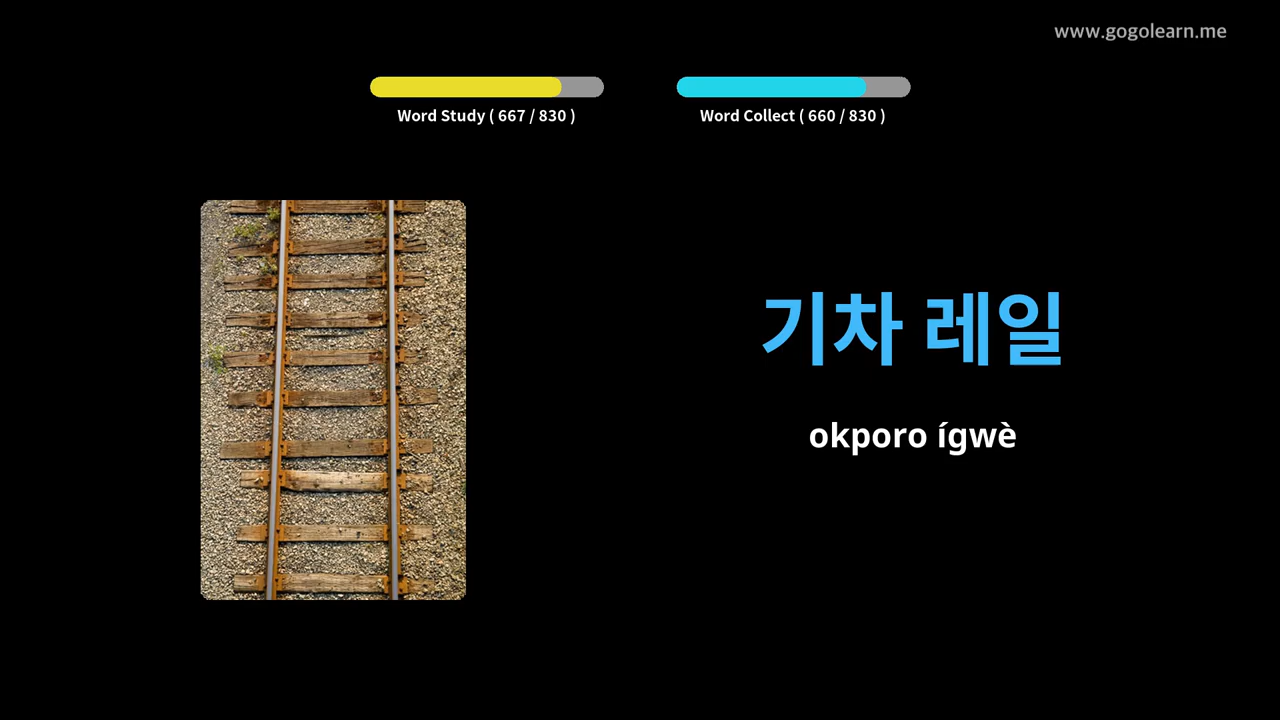 www.gogolearn.me
Word Study ( 667 / 830 )
Word Collect ( 660 / 830 )
기차 레일
okporo ígwè